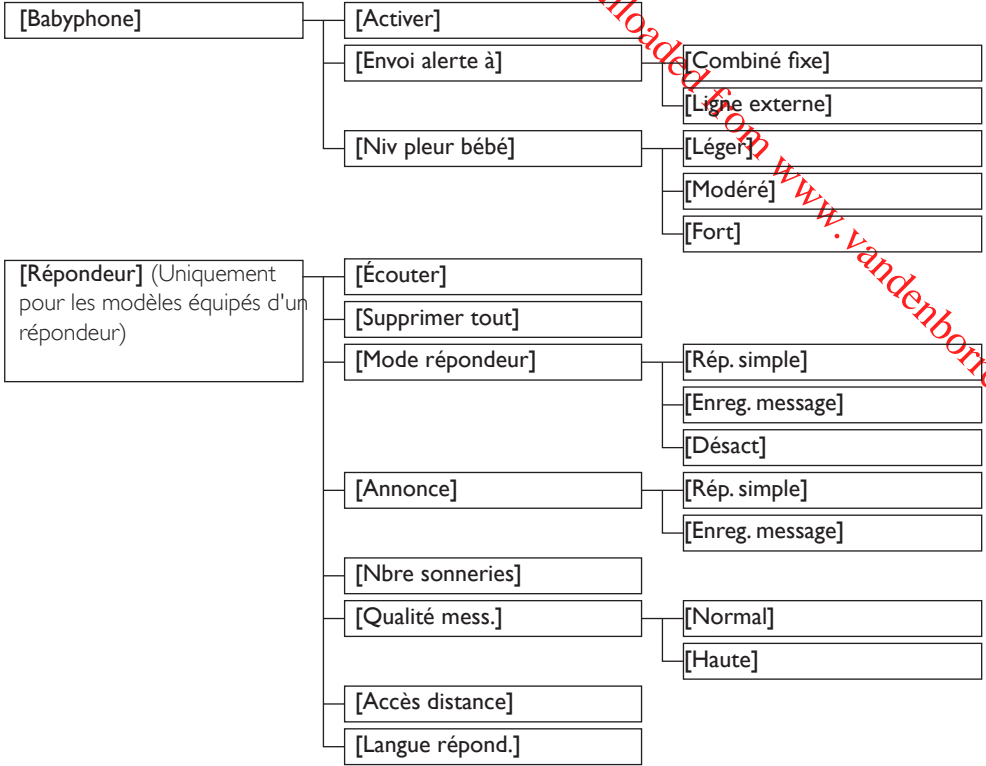 [Babyphone]
[Activer]
[Envoi alerte à]
[Combiné fixe]
[Ligne externe]
[Niv pleur bébé]
[Léger]
[Modéré]
[Fort]
[Répondeur] (Uniquement
pour les modèles équipés d'un
répondeur)
[Écouter]
[Supprimer tout]
[Mode répondeur]
[Rép. simple]
[Enreg. message]
[Désact]
[Annonce]
[Rép. simple]
[Enreg. message]
[Nbre sonneries]
[Qualité mess.]
[Normal]
[Haute]
[Accès distance]
[Langue répond.]
from www.vandenborre